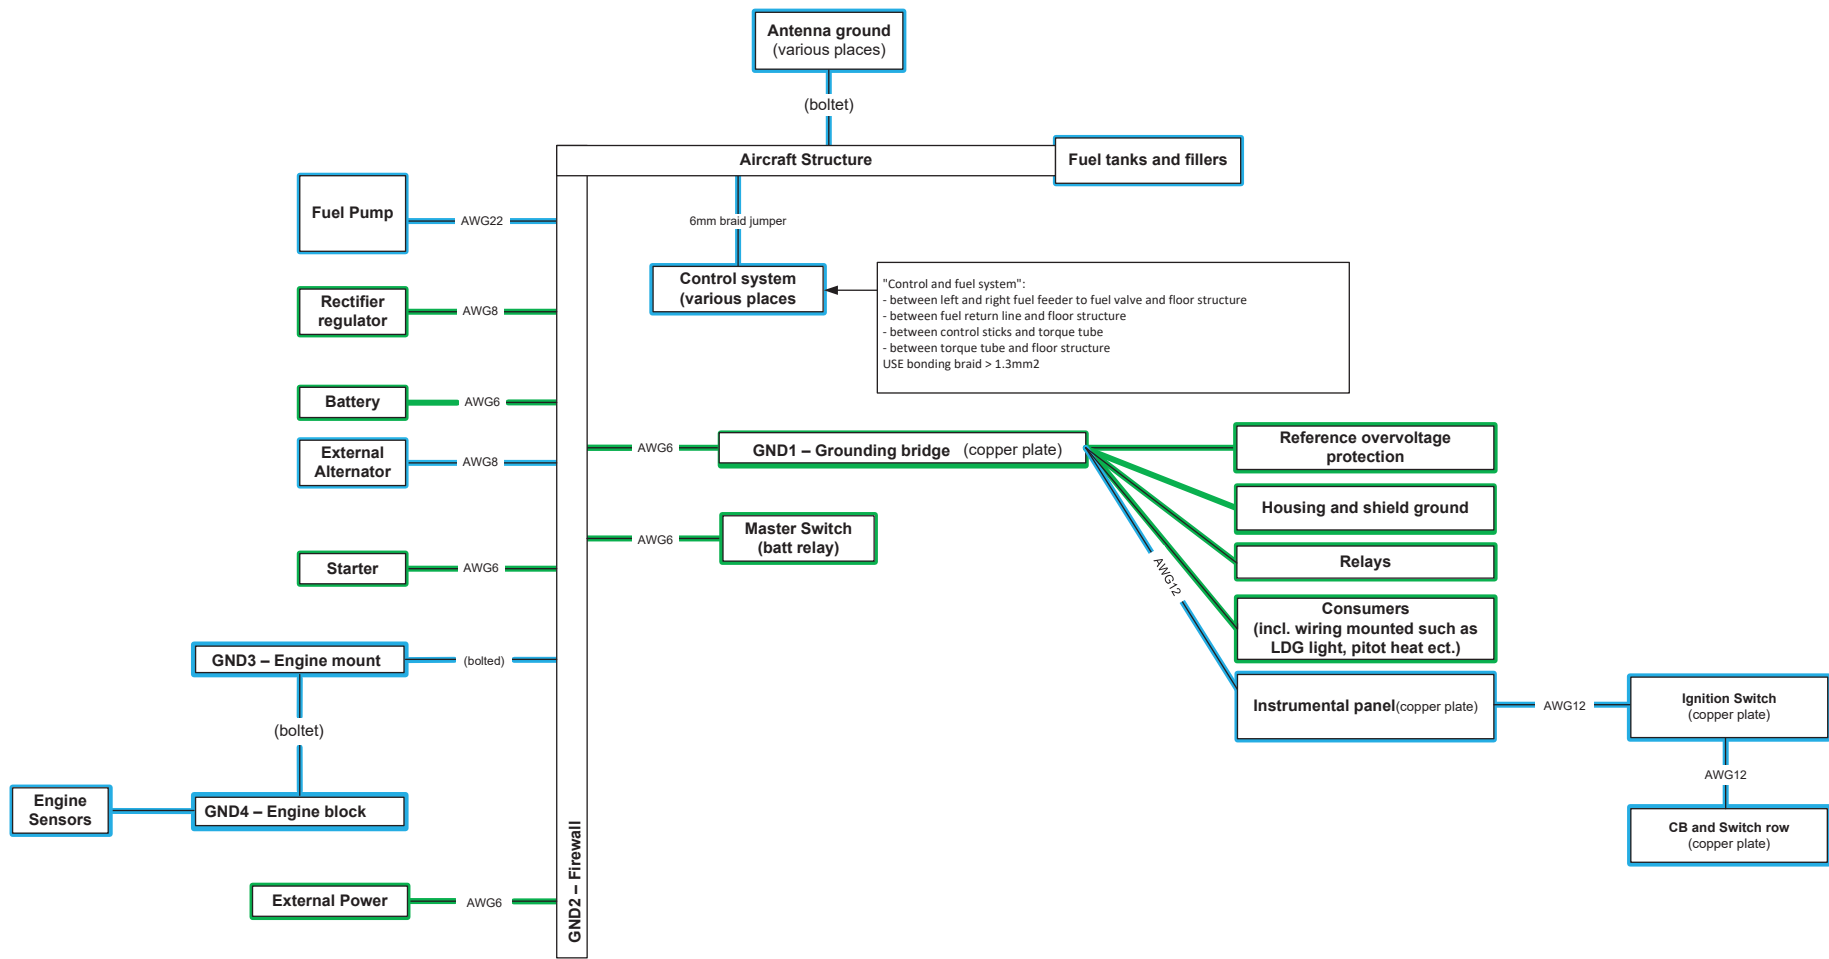 Antenna ground
(various places)
(boltet)
Aircraft Structure
Fuel tanks and fillers
Fuel Pump
AWG22
6mm braid jumper
Control system
(various places
"Control and fuel system":
- between left and right fuel feeder to fuel valve and floor structure
- between fuel return line and floor structure
- between control sticks and torque tube
- between torque tube and floor structure
USE bonding braid > 1.3mm2
Rectifier
regulator
AWG8
Battery
AWG6
External
Alternator
AWG8
AWG6
GND1 – Grounding bridge (copper plate)
Reference overvoltage
protection
Housing and shield ground
Master Switch
(batt relay)
AWG6
Relays
Starter
AWG6
AWG12
Consumers
(incl. wiring mounted such as
LDG light, pitot heat ect.)
GND3 – Engine mount
(bolted)
Instrumental panel(copper plate)
AWG12
Ignition Switch
(copper plate)
(boltet)
AWG12
Engine
Sensors
GND4 – Engine block
CB and Switch row
(copper plate)
External Power
AWG6
GND2 – Firewall